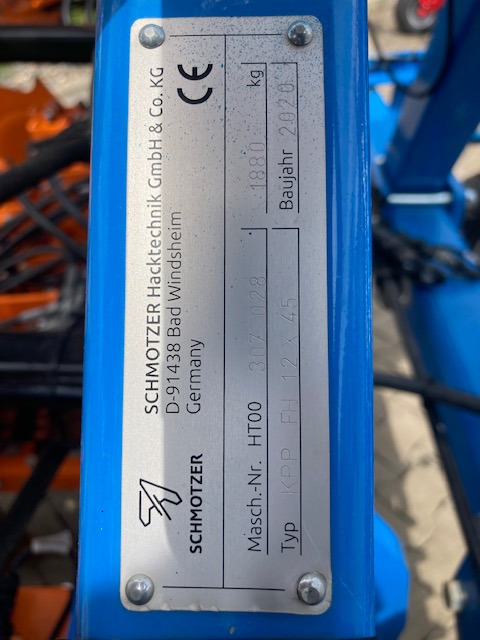 SCHMOTZER
SCHMOTZER Hacktechnik GmbH & Co. KG
D-91438 Bad Windsheim
Germany
CE
Masch.-Nr. HT00 307 028 1880 kg
Typ KPP FH 12 X 45 Baujahr 2020